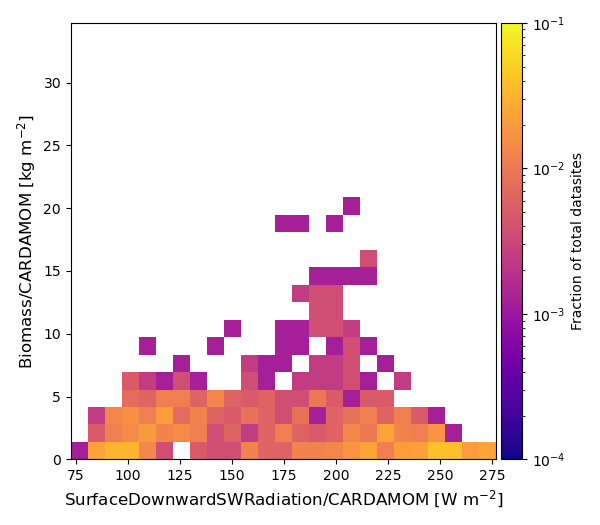 30
25
20
15
10
5
0
Biomass/CARDAMOM [kg m⁻²]
75 100 125 150 175 200 225 250 275
SurfaceDownwardSWRadiation/CARDAMOM [W m⁻²]
10⁻¹
10⁻²
10⁻³
10⁻⁴
Fraction of total datasites